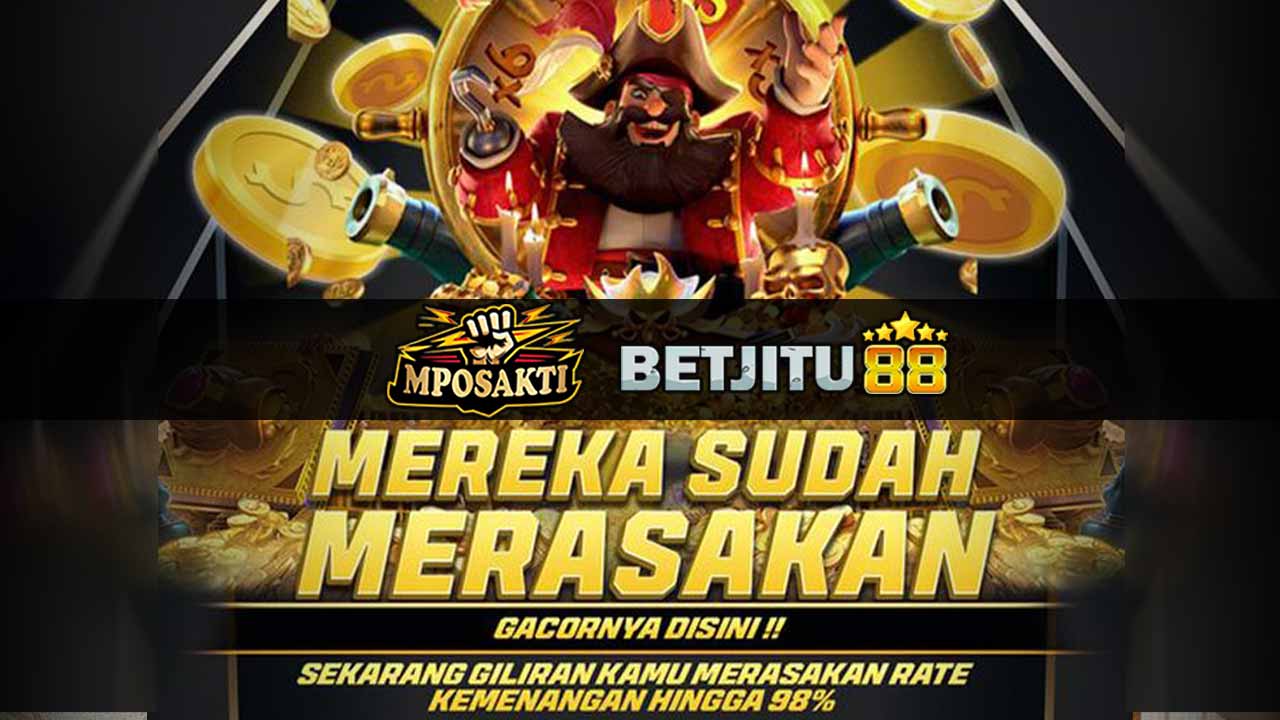 MPOSAKTI
BETJITU88
MEREKA SUDAH
MERASAKAN
GACORNYA DISINI !!
SEKARANG GILIRAN KAMU MERASAKAN RATE
KEMENANGAN HINGGA 98%